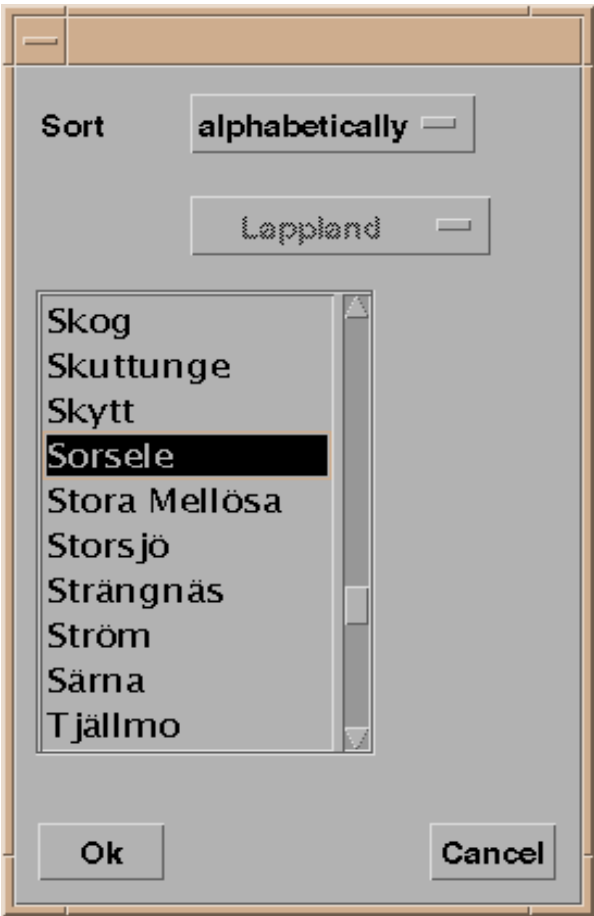 Sort alphabetically
Lappland
Skog
Skuttunge
Skytt
Sorsele
Stora Mellösa
Storsjö
Strängnäs
Ström
Särna
Tjällmo
Ok Cancel